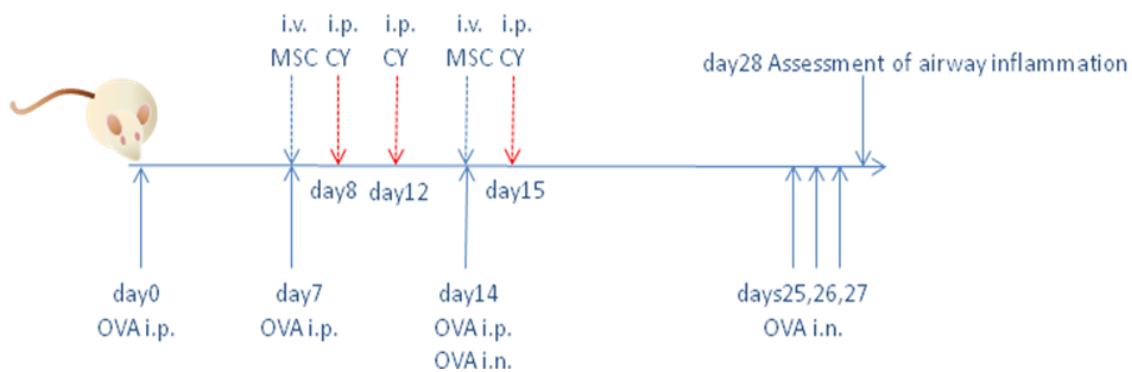 i.v. i.p. i.p. i.v. i.p.
MSC CY CY MSC CY
day28 Assessment of airway inflammation
day8 day12 day15
day0 day7 day14 days25,26,27
OVA i.p. OVA i.p. OVA i.p. OVA i.n.
OVA i.n.